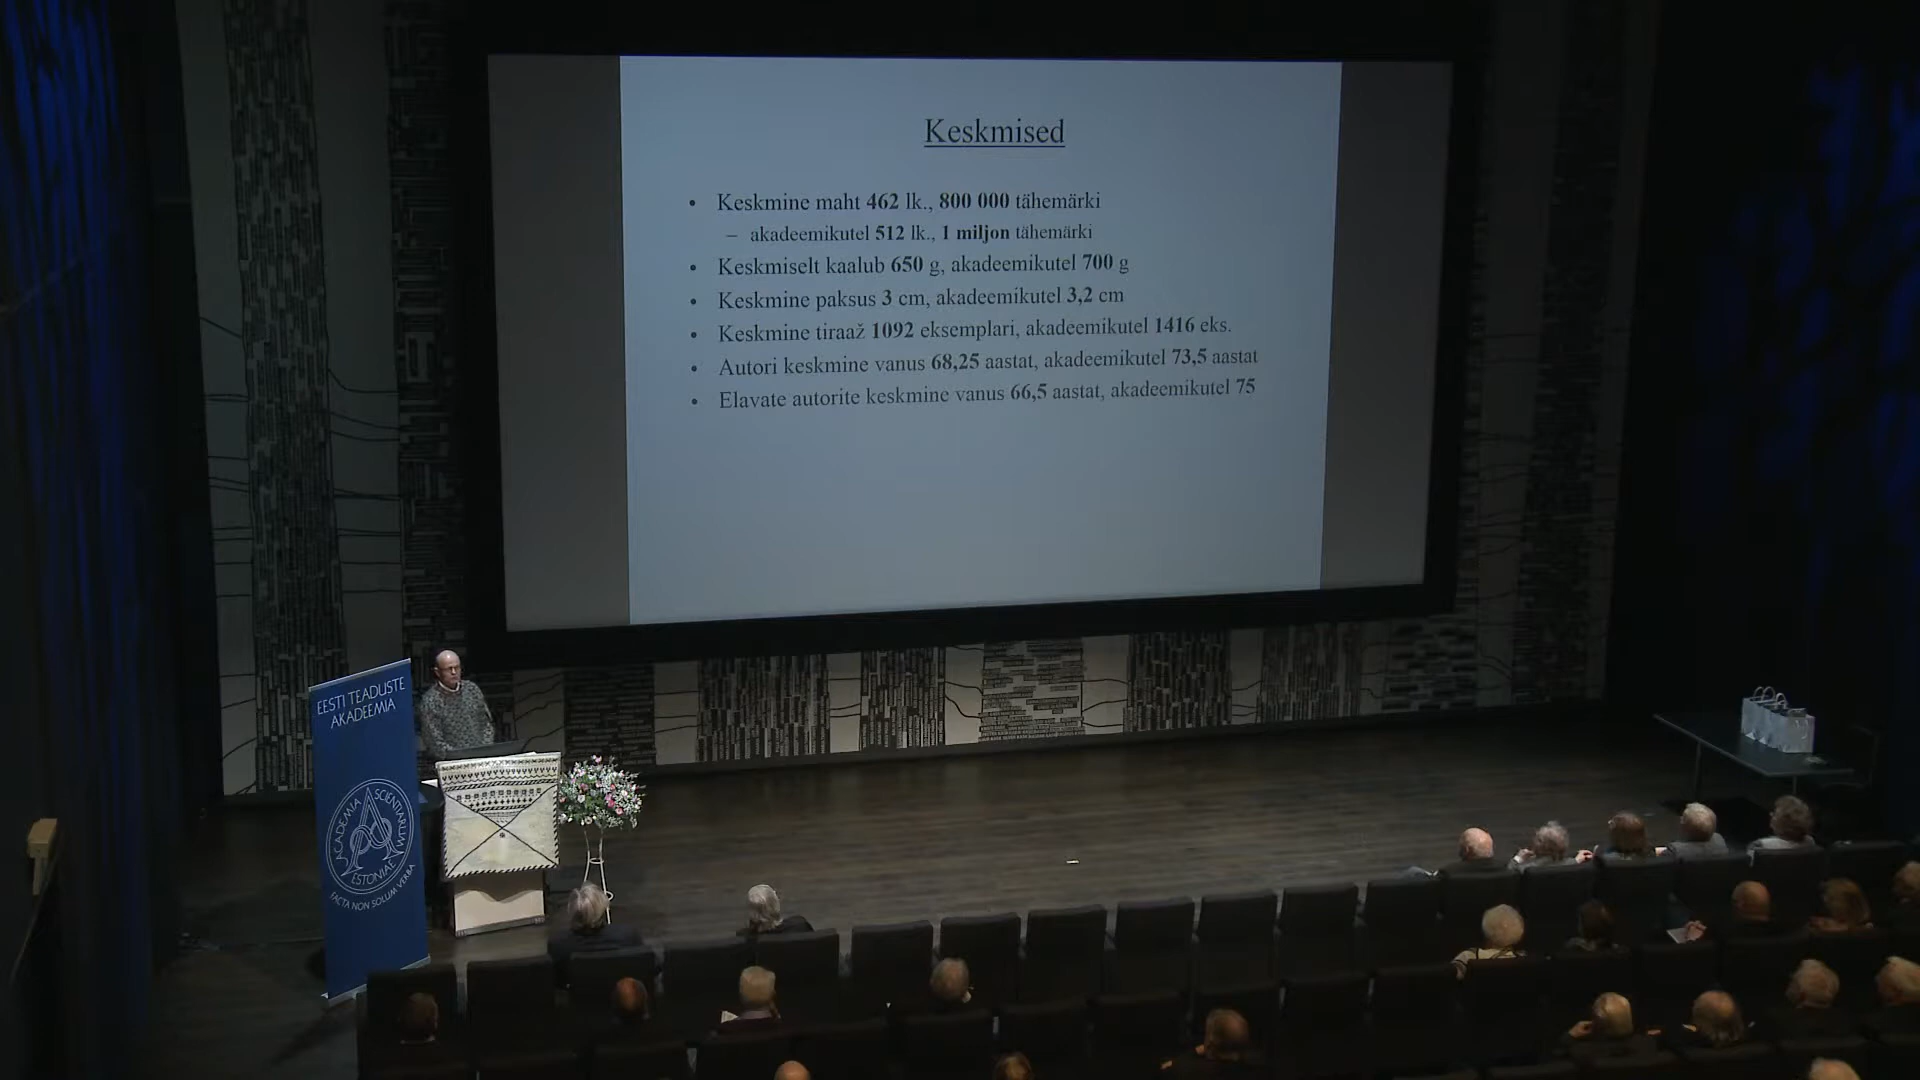 Keskmised
• Keskmine maht 462 lk., 800 000 tähemärki
– akadeemikutel 512 lk., 1 miljon tähemärki
• Keskmiselt kaalub 650 g, akadeemikutel 700 g
• Keskmine paksus 3 cm, akadeemikutel 3,2 cm
• Keskmine tiraaž 1092 eksemplari, akadeemikutel 1416 eks.
• Autori keskmine vanus 68,25 aastat, akadeemikutel 73,5 aastat
• Elavate autorite keskmine vanus 66,5 aastat, akadeemikutel 75
EESTI TEADUSTE
AKADEEMIA
ACADEMIA SCIENTIARUM
ESTONIAE
FACTA NON SOLUM VERBA